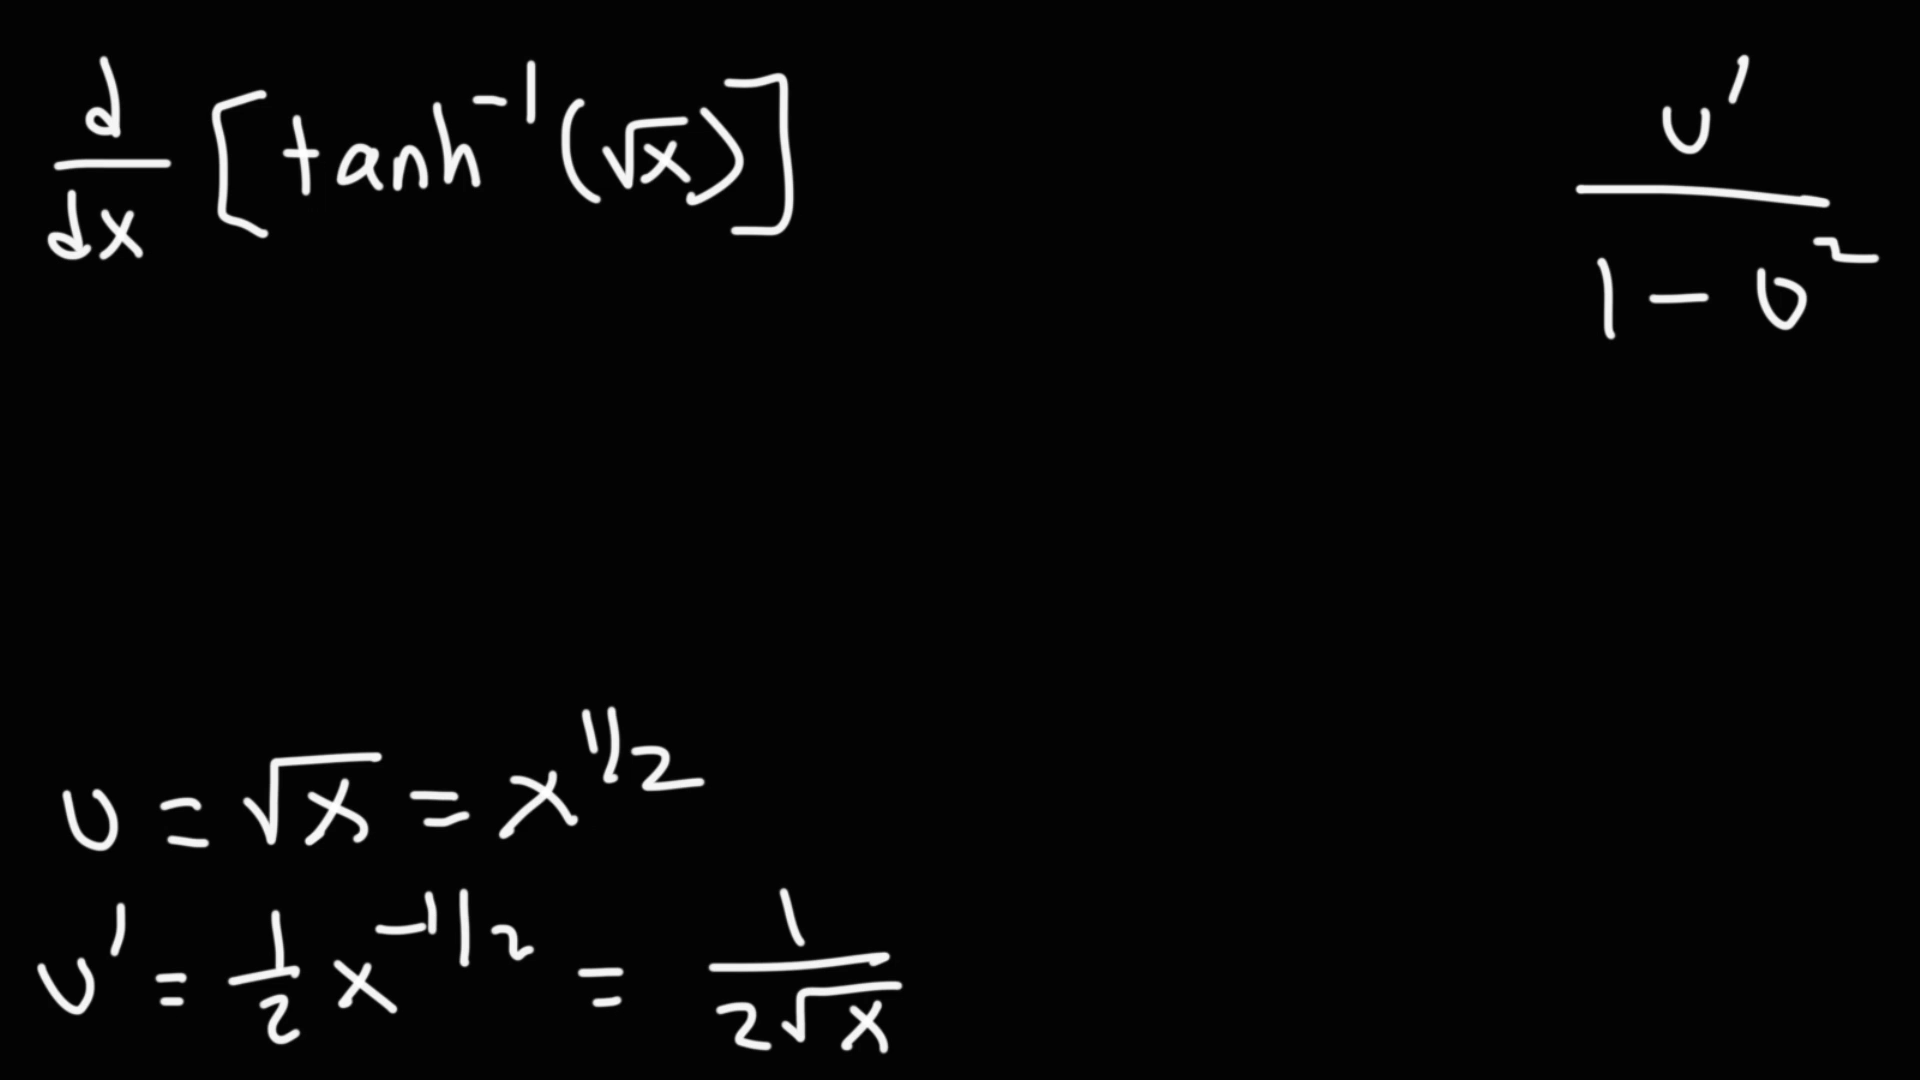 d/dx [tanh⁻¹(√x)]
u'/(1 - u²)
u = √x = x^(1/2)
u' = 1/2 x^(-1/2) = 1/(2√x)